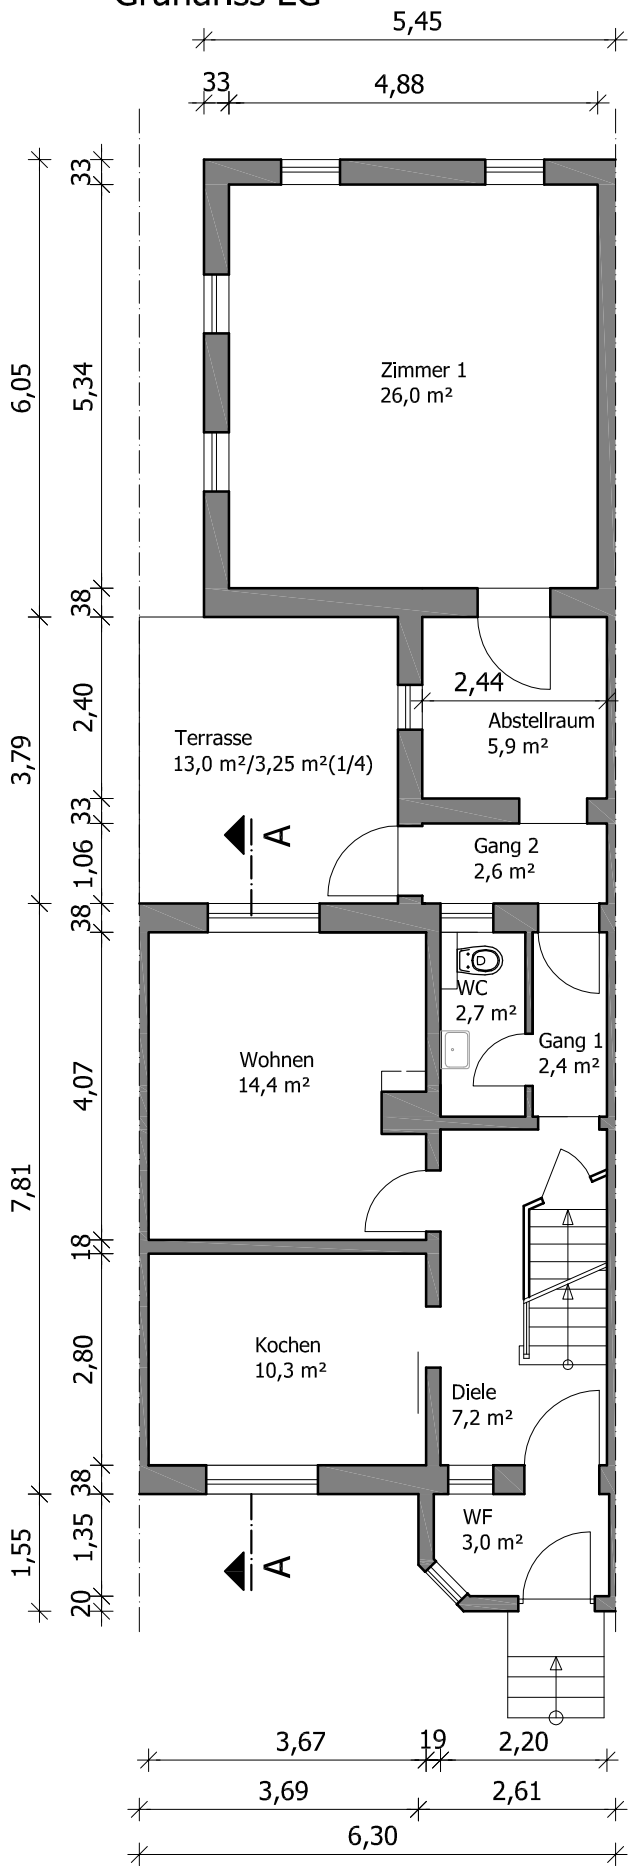 Grundriss EG
5,45
33
4,88
33
6,05
5,34
Zimmer 1
26,0 m²
38
2,44
2,40
Abstellraum
5,9 m²
Terrasse
13,0 m²/3,25 m²(1/4)
3,79
33
A
Gang 2
2,6 m²
1,06
38
WC
2,7 m²
Gang 1
2,4 m²
Wohnen
14,4 m²
4,07
7,81
18
Kochen
10,3 m²
2,80
Diele
7,2 m²
38
WF
3,0 m²
1,55
1,35
A
20
3,67
19
2,20
3,69
2,61
6,30